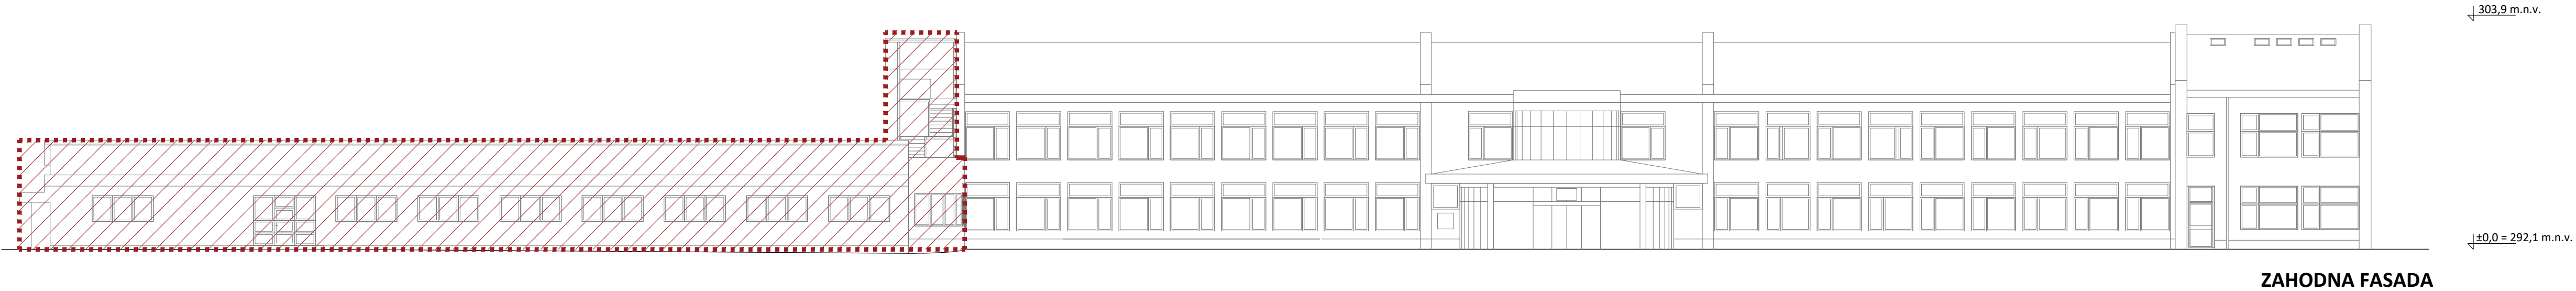 303,9 m.n.v.
±0,0 = 292,1 m.n.v.
ZAHODNA FASADA